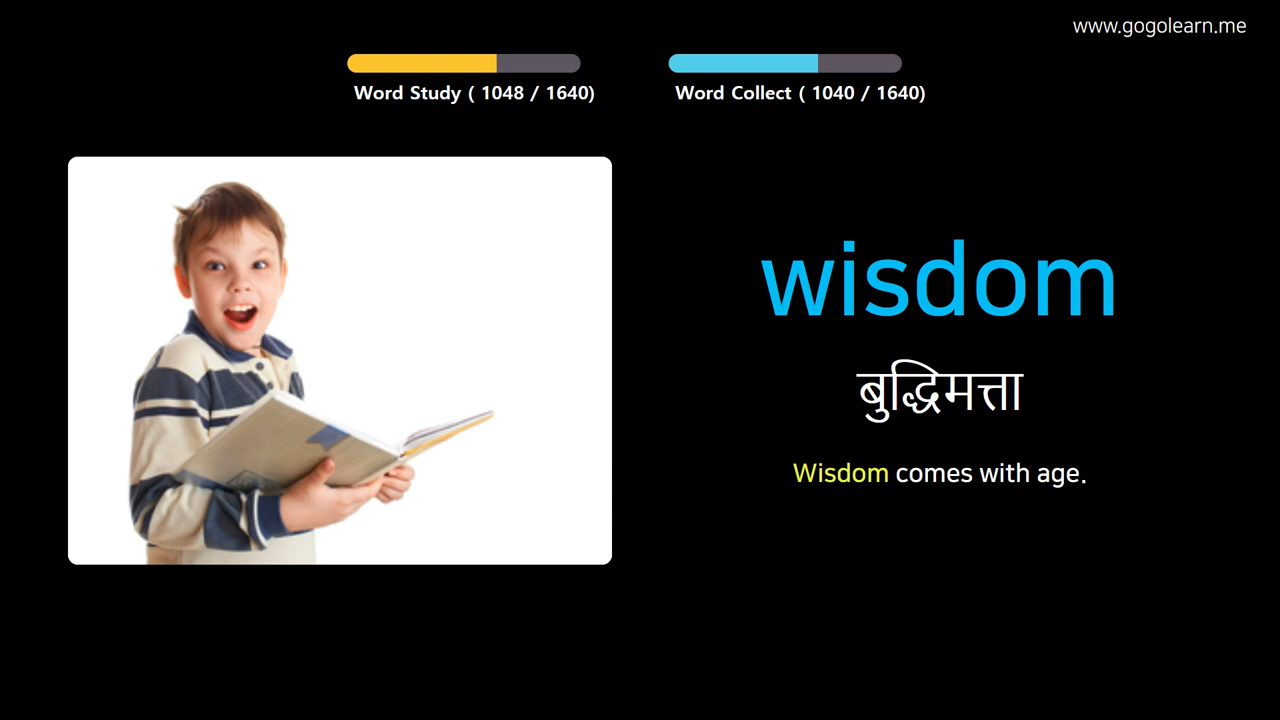 www.gogolearn.me
Word Study ( 1048 / 1640)
Word Collect ( 1040 / 1640)
wisdom
बुद्धिमत्ता
Wisdom comes with age.